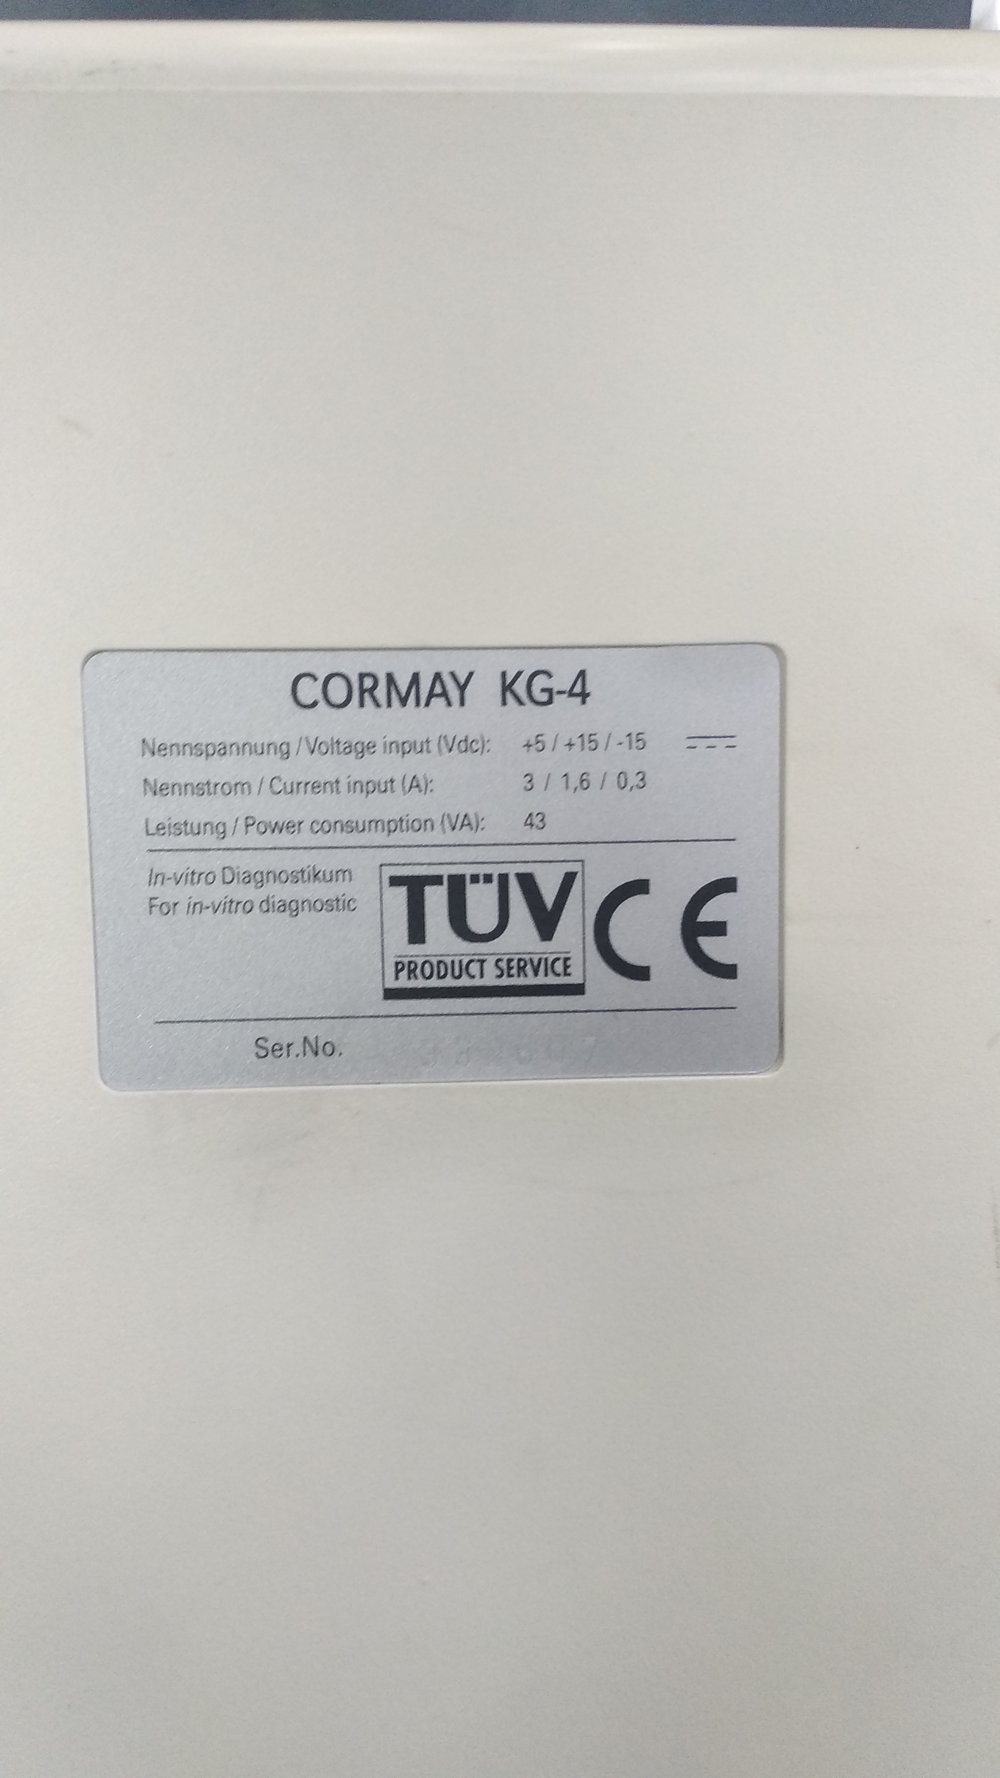 CORMAY KG-4
Nennspannung / Voltage input (Vdc): +5 / +15 / -15
Nennstrom / Current input (A): 3 / 1,6 / 0,3
Leistung / Power consumption (VA): 43
In-vitro Diagnostikum
For in-vitro diagnostic
TÜV
PRODUCT SERVICE
CE
Ser.No.